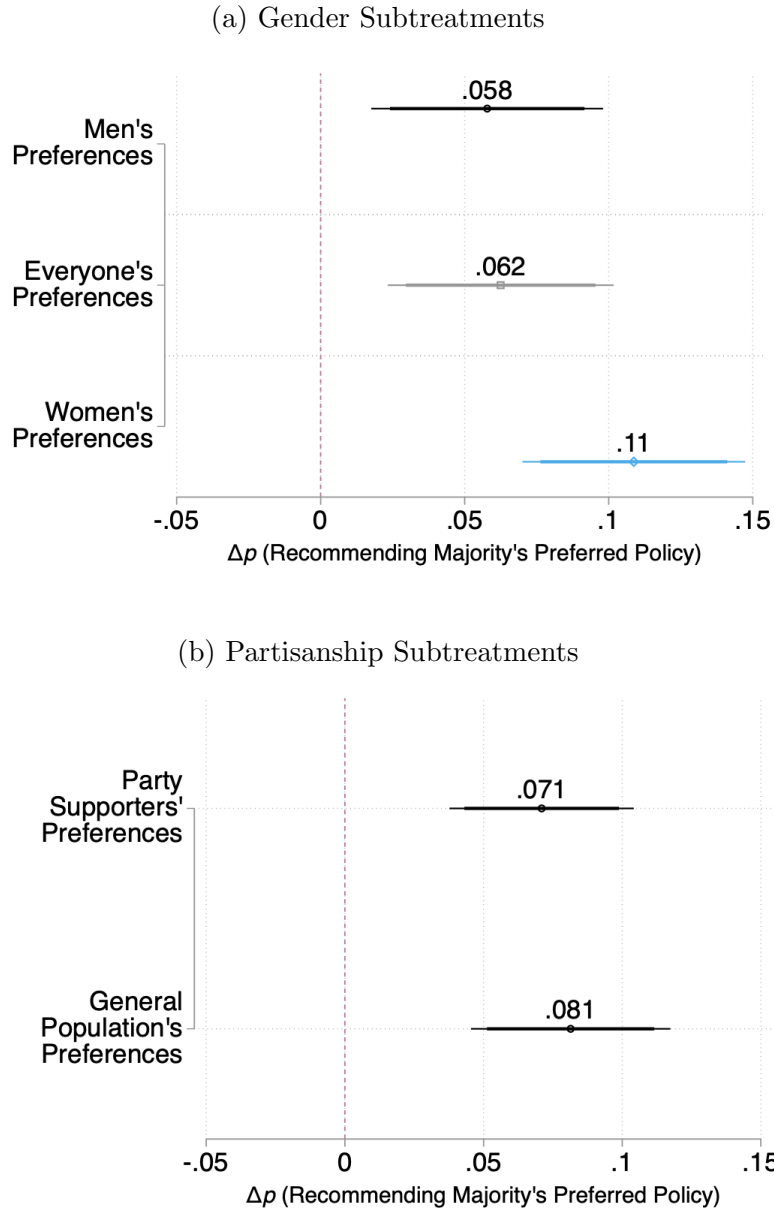 (a) Gender Subtreatments
.058
Men's
Preferences
.062
Everyone's
Preferences
.11
Women's
Preferences
-.05 0 .05 .1 .15
Δp (Recommending Majority's Preferred Policy)
(b) Partisanship Subtreatments
.071
Party
Supporters'
Preferences
.081
General
Population's
Preferences
-.05 0 .05 .1 .15
Δp (Recommending Majority's Preferred Policy)